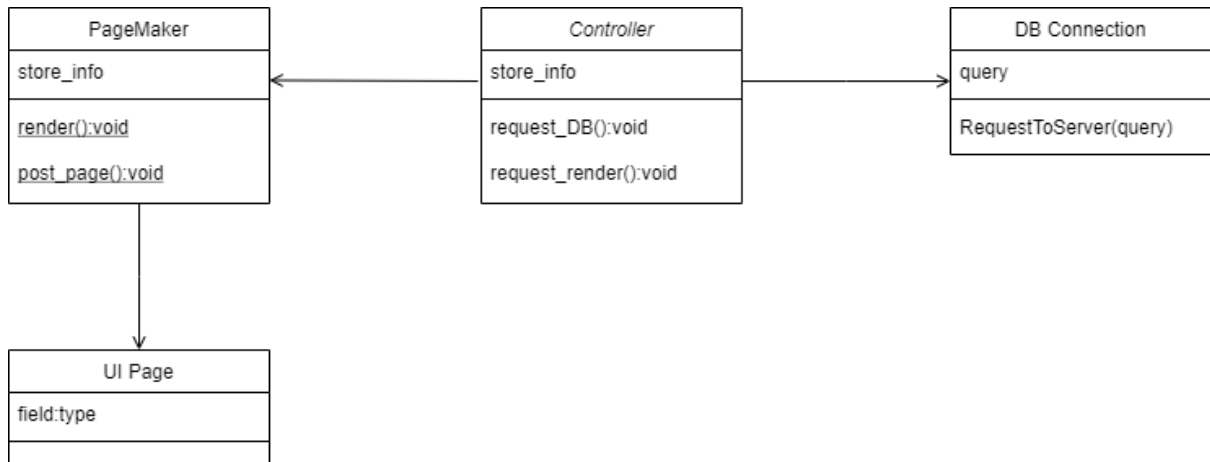 PageMaker
store_info
render():void
post_page():void
Controller
store_info
request_DB():void
request_render():void
DB Connection
query
RequestToServer(query)
UI Page
field:type